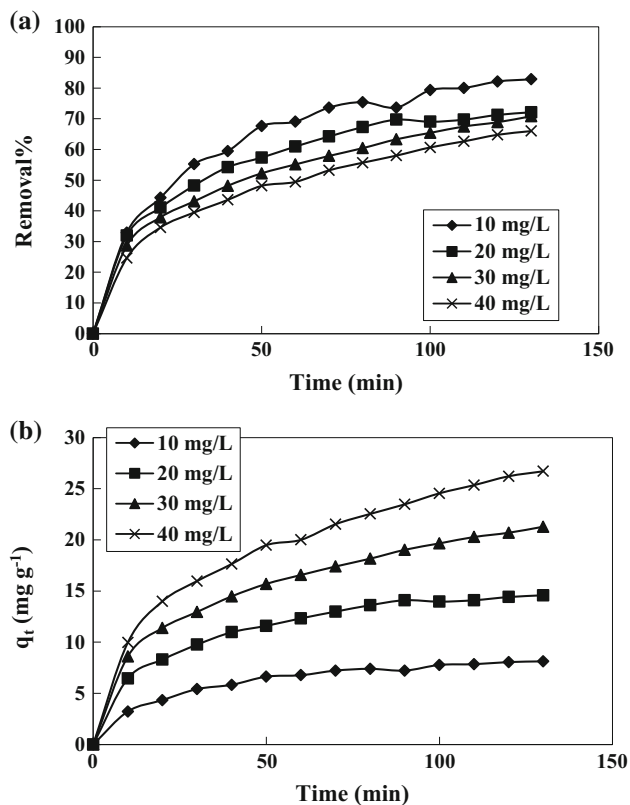 (a)
100
90
80
70
60
50
40
30
20
10
0
Removal%
10 mg/L
20 mg/L
30 mg/L
40 mg/L
0 50 100 150
Time (min)
(b)
30
25
20
15
10
5
0
qt (mg g-1)
10 mg/L
20 mg/L
30 mg/L
40 mg/L
0 50 100 150
Time (min)